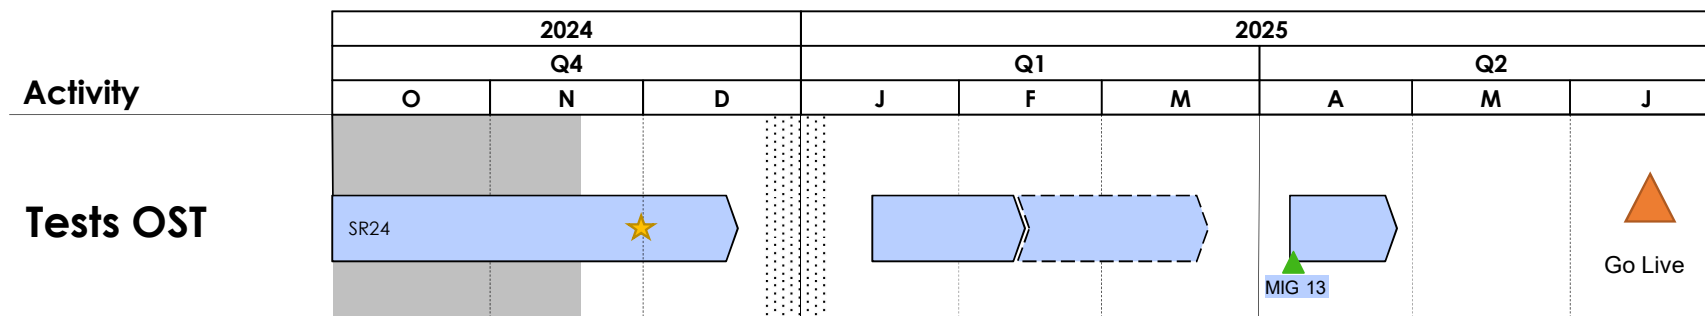 2024 2025
Q4 Q1 Q2
Activity O N D J F M A M J
Tests OST
SR24
MIG 13
Go Live